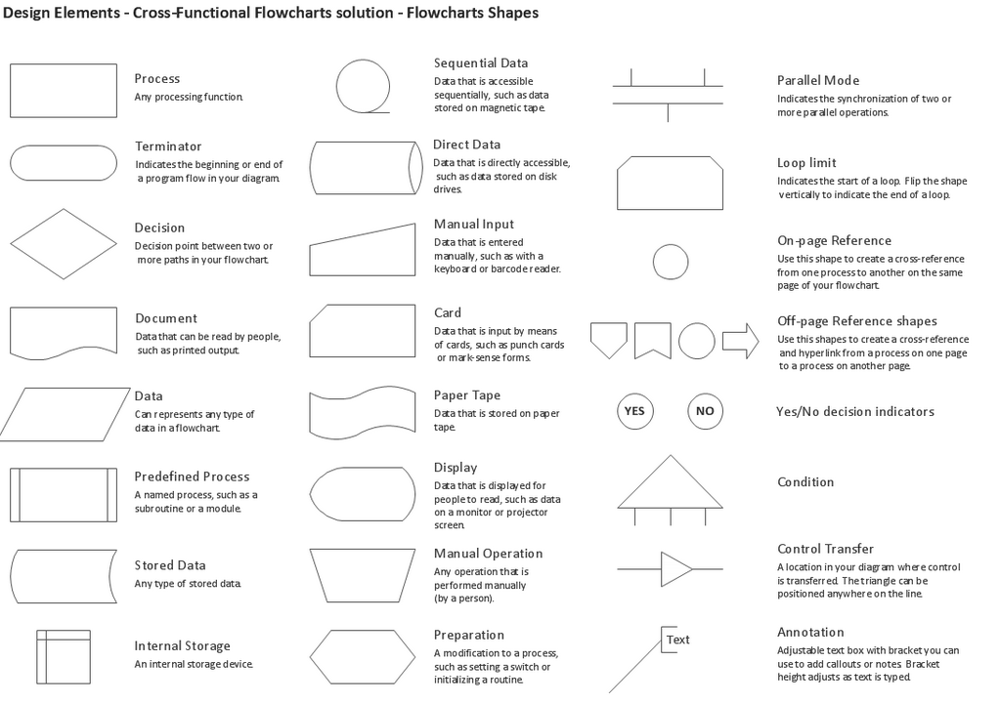 Design Elements - Cross-Functional Flowcharts solution - Flowcharts Shapes
Process
Any processing function.
Terminator
Indicates the beginning or end of
a program flow in your diagram.
Decision
Decision point between two or
more paths in your flowchart.
Document
Data that can be read by people,
such as printed output.
Data
Can represents any type of
data in a flowchart.
Predefined Process
A named process, such as a
subroutine or a module.
Stored Data
Any type of stored data.
Internal Storage
An internal storage device.
Sequential Data
Data that is accessible
sequentially, such as data
stored on magnetic tape.
Direct Data
Data that is directly accessible,
such as data stored on disk
drives.
Manual Input
Data that is entered
manually, such as with a
keyboard or barcode reader.
Card
Data that is input by means
of cards, such as punch cards
or mark-sense forms.
Paper Tape
Data that is stored on paper
tape.
Display
Data that is displayed for
people to read, such as data
on a monitor or projector
screen.
Manual Operation
Any operation that is
performed manually
(by a person).
Preparation
A modification to a process,
such as setting a switch or
initializing a routine.
Parallel Mode
Indicates the synchronization of two or
more parallel operations.
Loop limit
Indicates the start of a loop. Flip the shape
vertically to indicate the end of a loop.
On-page Reference
Use this shape to create a cross-reference
from one process to another on the same
page of your flowchart.
Off-page Reference shapes
Use this shapes to create a cross-reference
and hyperlink from a process on one page
to a process on another page.
YES
NO
Yes/No decision indicators
Condition
Control Transfer
A location in your diagram where control
is transferred. The triangle can be
positioned anywhere on the line.
Text
Annotation
Adjustable text box with bracket you can
use to add callouts or notes. Bracket
height adjusts as text is typed.